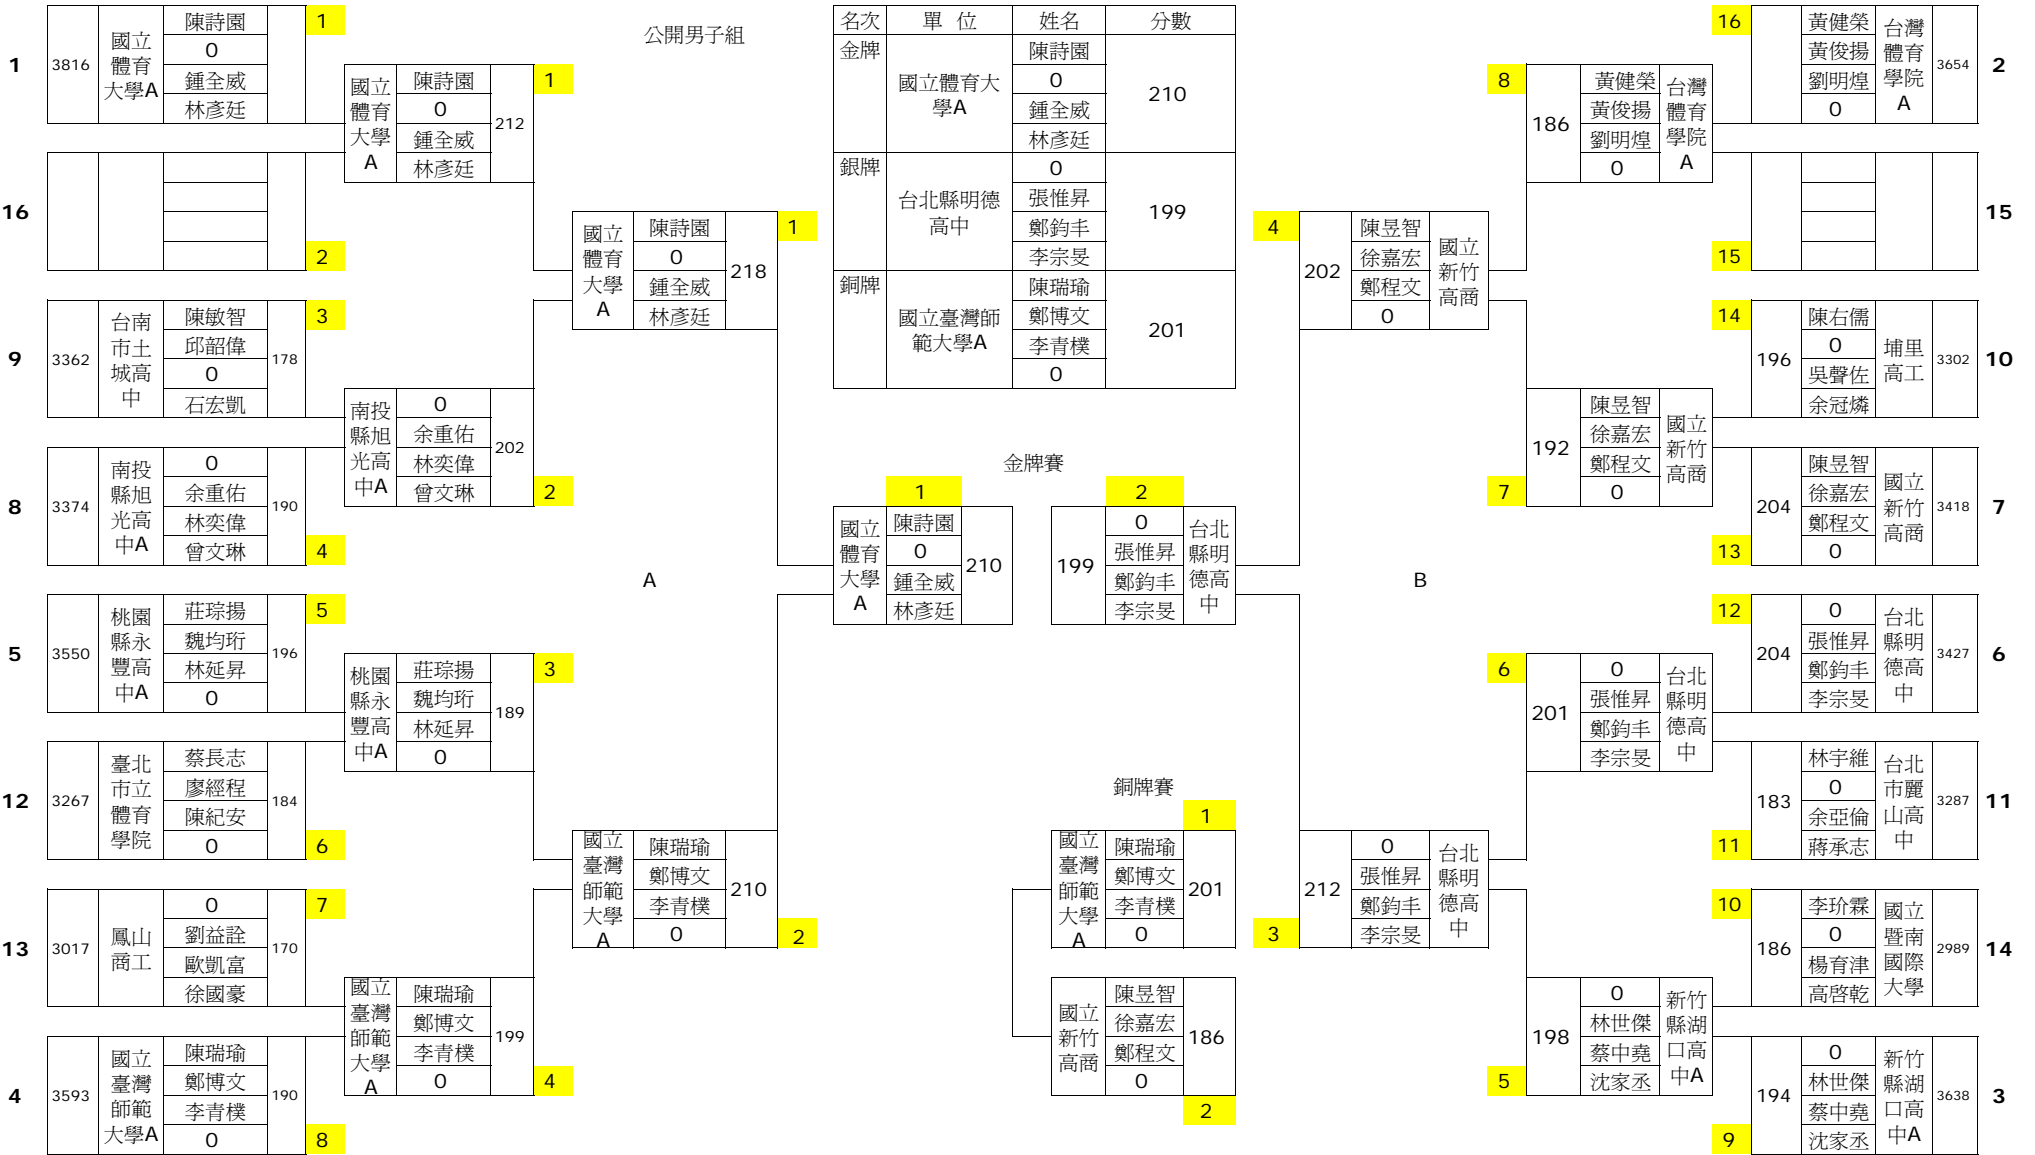 公開男子組
1
3816
國立
體育
大學A
陳詩園
0
鍾全威
林彥廷
1
16
2
9
3362
台南
市土
城高
中
陳敏智
邱韶偉
0
石宏凱
178
3
8
3374
南投
縣旭
光高
中A
0
余重佑
林奕偉
曾文琳
190
4
5
3550
桃園
縣永
豐高
中A
莊琮揚
魏均珩
林延昇
0
196
5
12
3267
臺北
市立
體育
學院
蔡長志
廖經程
陳紀安
0
184
6
13
3017
鳳山
商工
0
劉益詮
歐凱富
徐國豪
170
7
4
3593
國立
臺灣
師範
大學A
陳瑞瑜
鄭博文
李青樸
0
190
8
國立
體育
大學
A
陳詩園
0
鍾全威
林彥廷
212
1
南投
縣旭
光高
中A
0
余重佑
林奕偉
曾文琳
202
2
桃園
縣永
豐高
中A
莊琮揚
魏均珩
林延昇
0
189
3
國立
臺灣
師範
大學
A
陳瑞瑜
鄭博文
李青樸
0
199
4
國立
體育
大學
A
陳詩園
0
鍾全威
林彥廷
218
1
A
國立
臺灣
師範
大學
A
陳瑞瑜
鄭博文
李青樸
0
210
2
名次 單 位 姓名 分數
金牌
國立體育大
學A
陳詩園
0
鍾全威
林彥廷
210
銀牌
台北縣明德
高中
0
張惟昇
鄭鈞丰
李宗旻
199
銅牌
國立臺灣師
範大學A
陳瑞瑜
鄭博文
李青樸
0
201
金牌賽
1
國立
體育
大學
A
陳詩園
0
鍾全威
林彥廷
210
2
199
0
張惟昇
鄭鈞丰
李宗旻
台北
縣明
德高
中
銅牌賽
1
國立
臺灣
師範
大學
A
陳瑞瑜
鄭博文
李青樸
0
201
國立
新竹
高商
陳昱智
徐嘉宏
鄭程文
0
186
2
4
202
陳昱智
徐嘉宏
鄭程文
0
國立
新竹
高商
B
3
212
0
張惟昇
鄭鈞丰
李宗旻
台北
縣明
德高
中
8
186
黃健榮
黃俊揚
劉明煌
0
台灣
體育
學院
A
7
192
陳昱智
徐嘉宏
鄭程文
0
國立
新竹
高商
6
201
0
張惟昇
鄭鈞丰
李宗旻
台北
縣明
德高
中
5
198
0
林世傑
蔡中堯
沈家丞
新竹
縣湖
口高
中A
16
黃健榮
黃俊揚
劉明煌
0
台灣
體育
學院
A
3654
2
15
15
14
196
陳右儒
0
吳聲佐
余冠燐
埔里
高工
3302
10
13
204
陳昱智
徐嘉宏
鄭程文
0
國立
新竹
高商
3418
7
12
204
0
張惟昇
鄭鈞丰
李宗旻
台北
縣明
德高
中
3427
6
11
183
林宇維
0
余亞倫
蔣承志
台北
市麗
山高
中
3287
11
10
186
李玠霖
0
楊育津
高啓乾
國立
暨南
國際
大學
2989
14
9
194
0
林世傑
蔡中堯
沈家丞
新竹
縣湖
口高
中A
3638
3